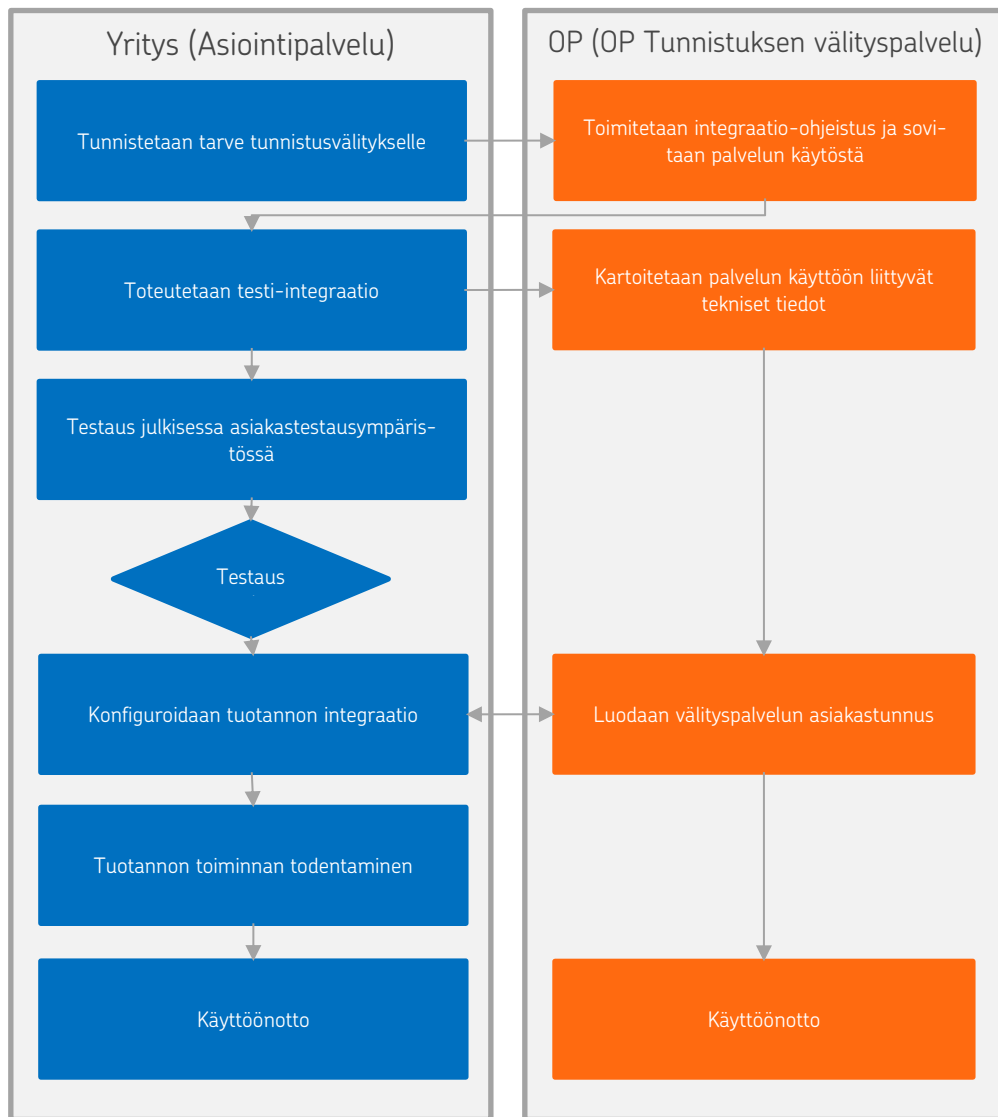 Yritys (Asiointipalvelu)
OP (OP Tunnistuksen välityspalvelu)
Tunnistetaan tarve tunnistusvälitykselle
Toimitetaan integraatio-ohjeistus ja sovi-
taan palvelun käytöstä
Toteutetaan testi-integraatio
Kartoitetaan palvelun käyttöön liittyvät
tekniset tiedot
Testaus julkisessa asiakastestausympäris-
tössä
Testaus
Konfiguroidaan tuotannon integraatio
Luodaan välityspalvelun asiakastunnus
Tuotannon toiminnan todentaminen
Käyttöönotto
Käyttöönotto